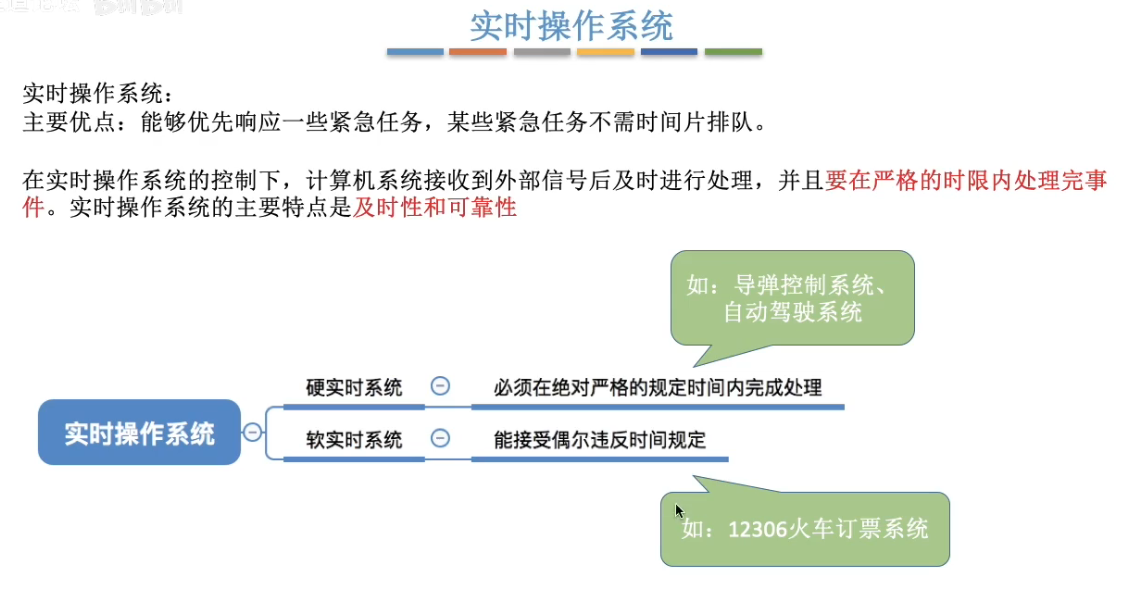 实时操作系统
实时操作系统：
主要优点：能够优先响应一些紧急任务，某些紧急任务不需时间片排队。
在实时操作系统的控制下，计算机系统接收到外部信号后及时进行处理，并且要在严格的时限内处理完事
件。实时操作系统的主要特点是及时性和可靠性
如：导弹控制系统、
自动驾驶系统
硬实时系统
必须在绝对严格的规定时间内完成处理
实时操作系统
软实时系统
能接受偶尔违反时间规定
如：12306火车订票系统